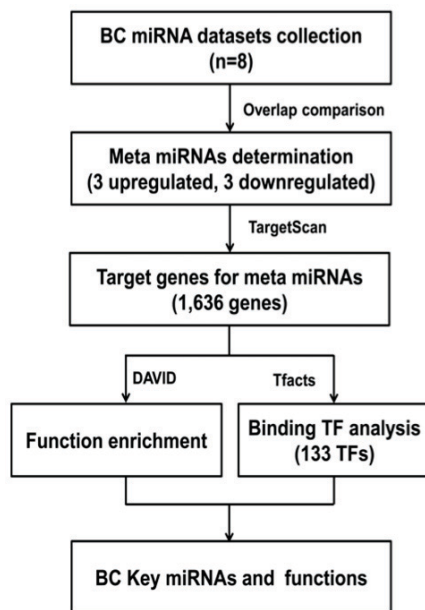 BC miRNA datasets collection
(n=8)
Overlap comparison
Meta miRNAs determination
(3 upregulated, 3 downregulated)
TargetScan
Target genes for meta miRNAs
(1,636 genes)
DAVID
Tfacts
Function enrichment
Binding TF analysis
(133 TFs)
BC Key miRNAs and functions